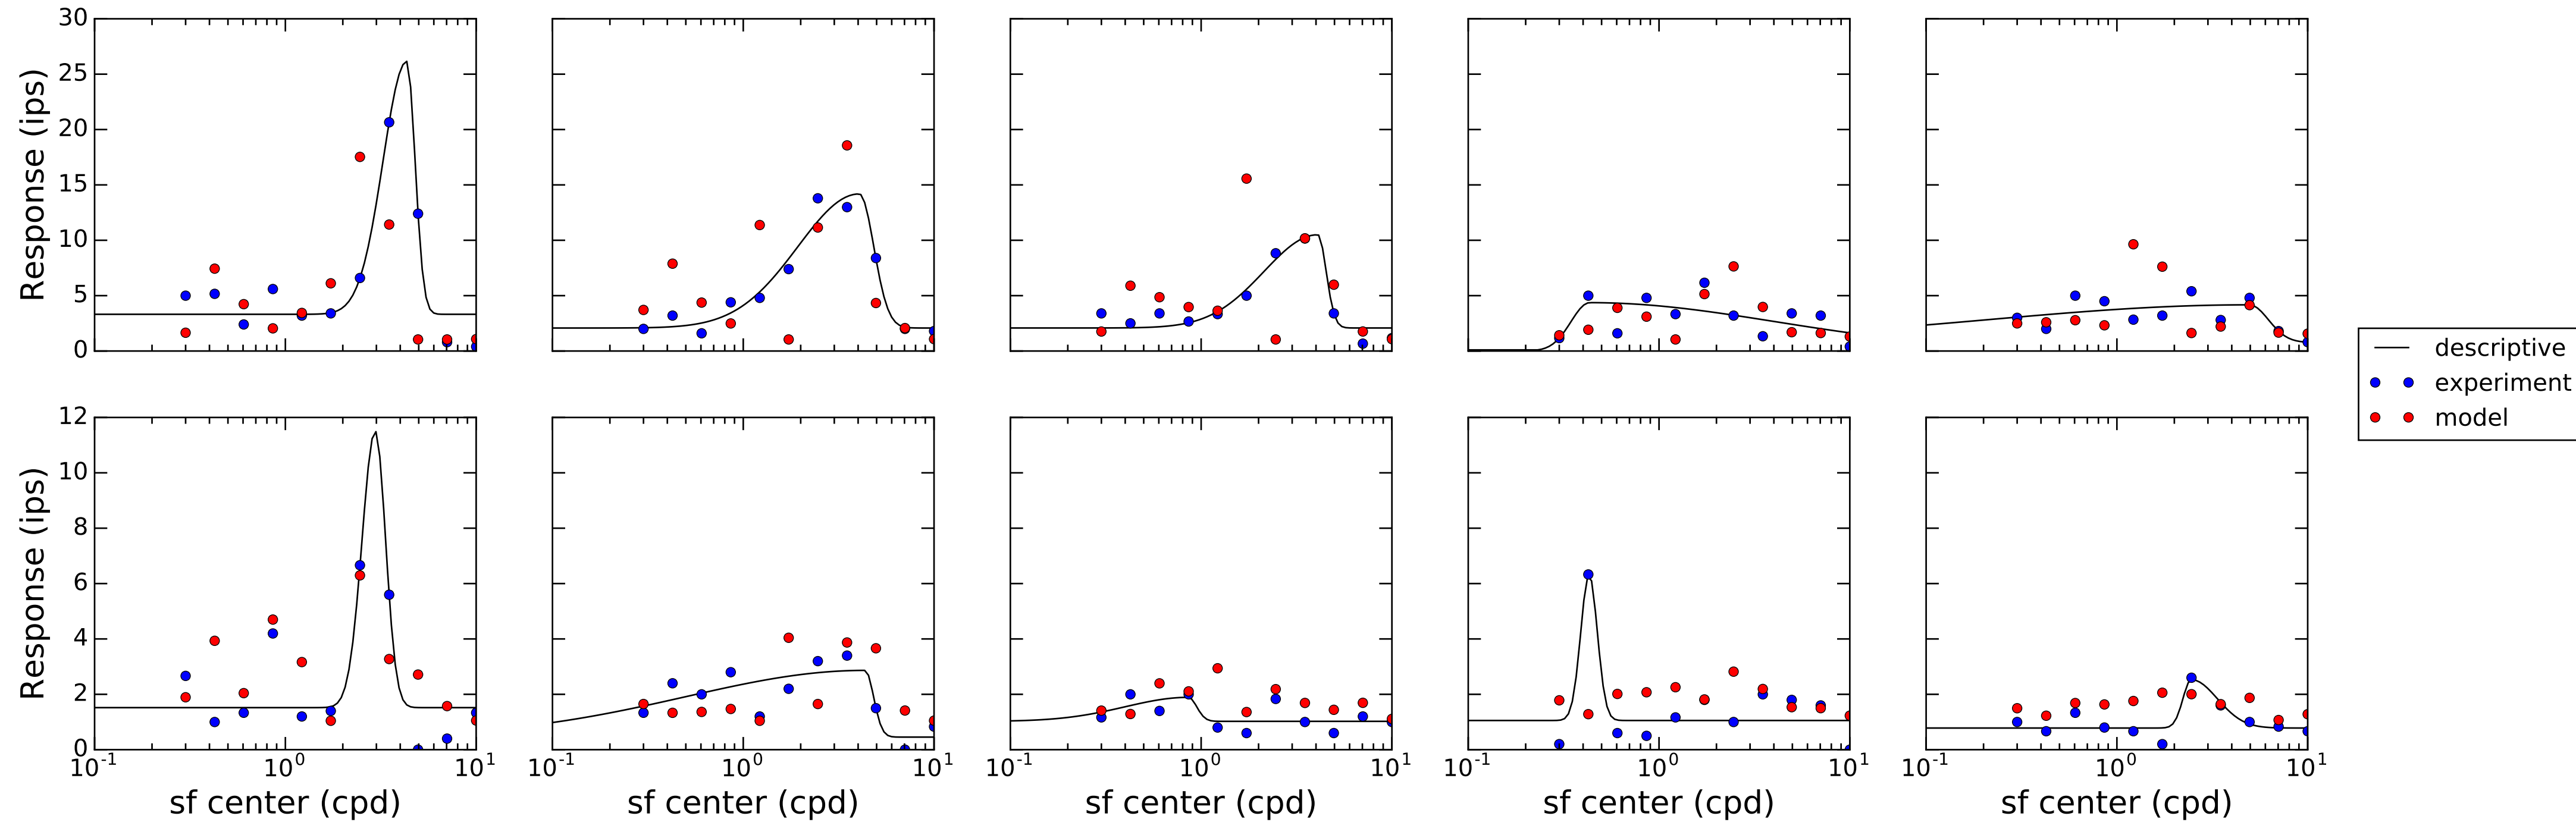 30
25
20
15
10
5
0
Response (ips)
descriptive
experiment
model
12
10
8
6
4
2
0
Response (ips)
10^-1 10^0 10^1
10^-1 10^0 10^1
10^-1 10^0 10^1
10^-1 10^0 10^1
10^-1 10^0 10^1
sf center (cpd) sf center (cpd) sf center (cpd) sf center (cpd) sf center (cpd)